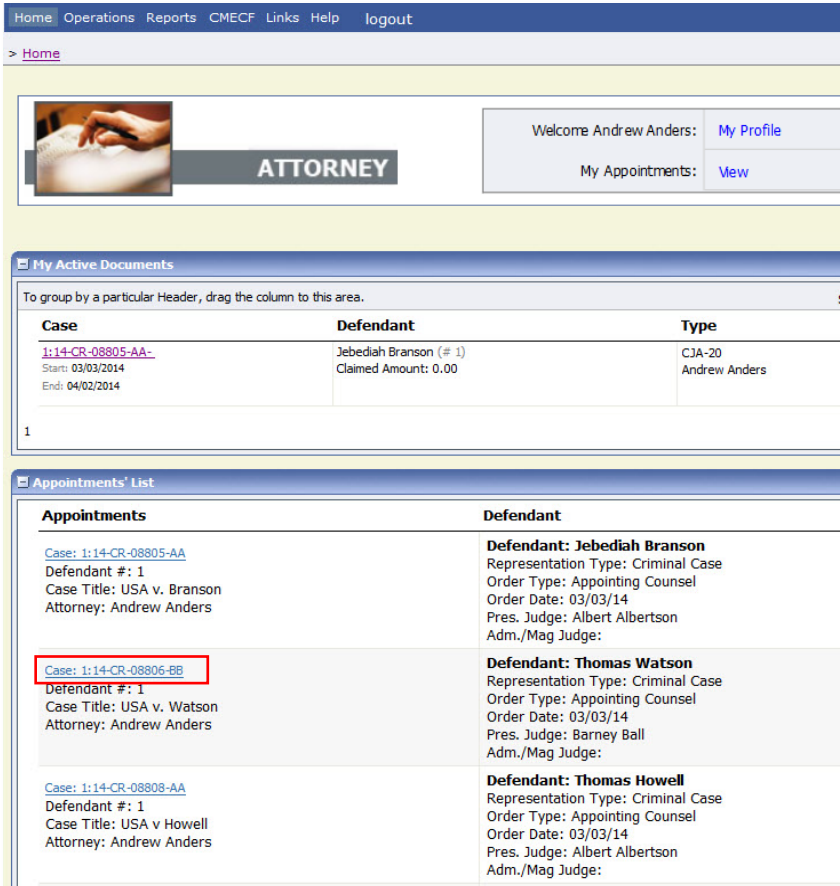 Home Operations Reports CMECF Links Help logout
> Home
ATTORNEY
Welcome Andrew Anders: My Profile
My Appointments: View
My Active Documents
To group by a particular Header, drag the column to this area.
Case Defendant Type
1:14-CR-08805-AA- Jebediah Branson (# 1) CJA-20
Start: 03/03/2014 Claimed Amount: 0.00 Andrew Anders
End: 04/02/2014
1
Appointments' List
Appointments Defendant
Case: 1:14-CR-08805-AA
Defendant #: 1
Case Title: USA v. Branson
Attorney: Andrew Anders
Defendant: Jebediah Branson
Representation Type: Criminal Case
Order Type: Appointing Counsel
Order Date: 03/03/14
Pres. Judge: Albert Albertson
Adm./Mag Judge:
Case: 1:14-CR-08806-BB
Defendant #: 1
Case Title: USA v. Watson
Attorney: Andrew Anders
Defendant: Thomas Watson
Representation Type: Criminal Case
Order Type: Appointing Counsel
Order Date: 03/03/14
Pres. Judge: Barney Ball
Adm./Mag Judge:
Case: 1:14-CR-08808-AA
Defendant #: 1
Case Title: USA v Howell
Attorney: Andrew Anders
Defendant: Thomas Howell
Representation Type: Criminal Case
Order Type: Appointing Counsel
Order Date: 03/03/14
Pres. Judge: Albert Albertson
Adm./Mag Judge: